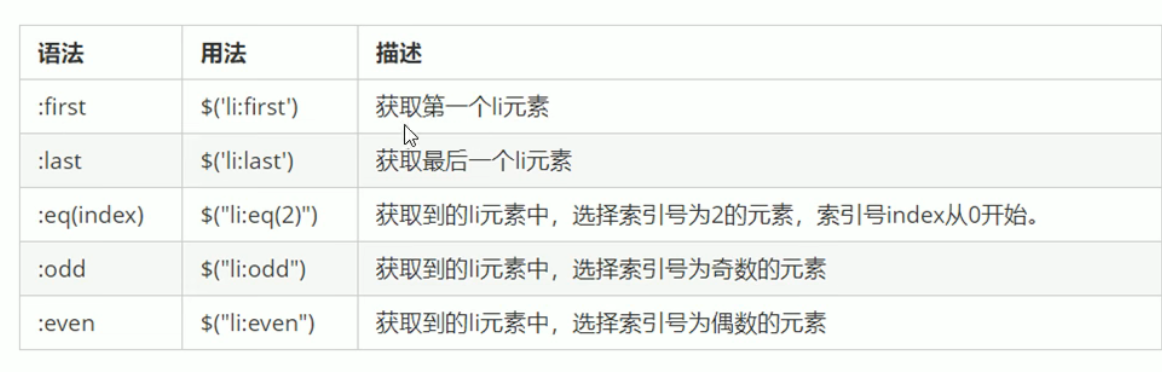 语法 用法 描述
:first $('li:first') 获取第一个li元素
:last $('li:last') 获取最后一个li元素
:eq(index) $("li:eq(2)") 获取到的li元素中，选择索引号为2的元素，索引号index从0开始。
:odd $("li:odd") 获取到的li元素中，选择索引号为奇数的元素
:even $("li:even") 获取到的li元素中，选择索引号为偶数的元素